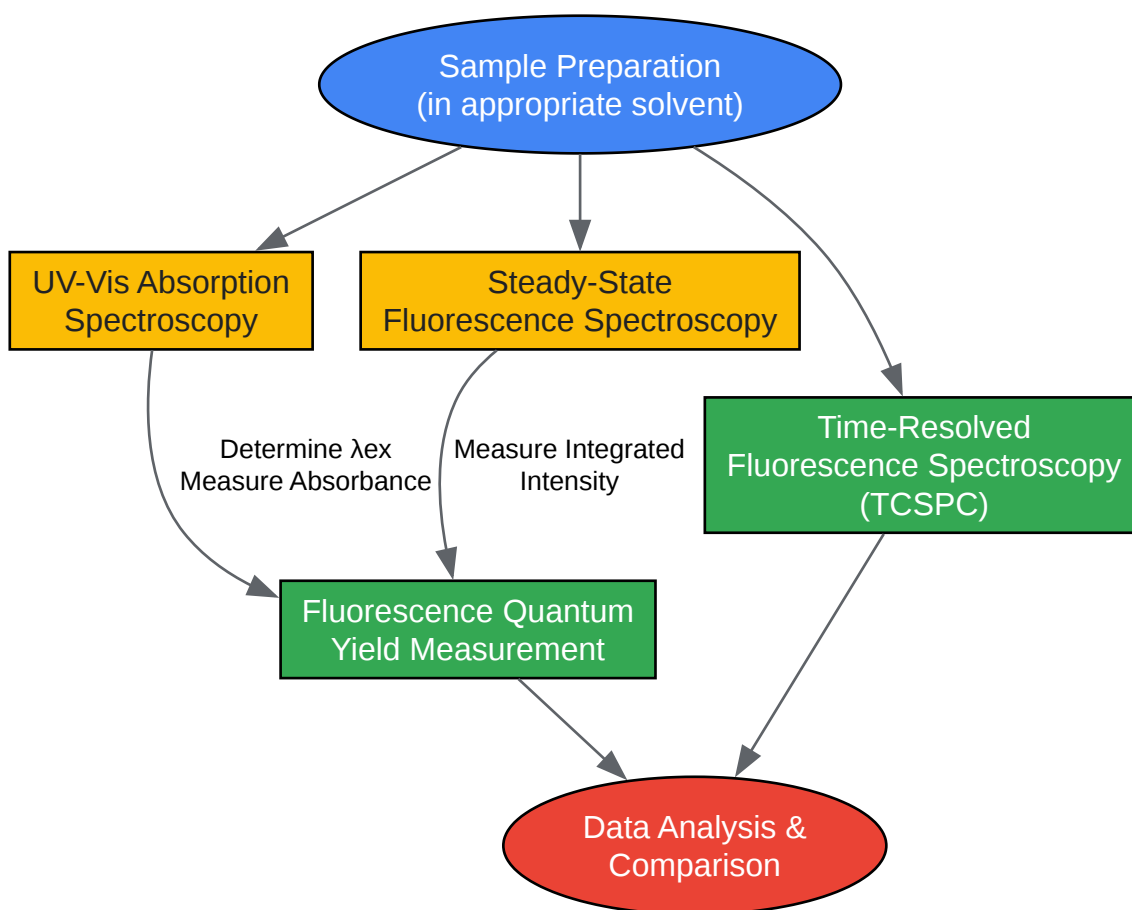 Sample Preparation
(in appropriate solvent)
UV-Vis Absorption
Spectroscopy
Steady-State
Fluorescence Spectroscopy
Time-Resolved
Fluorescence Spectroscopy
(TCSPC)
Determine λex
Measure Absorbance
Measure Integrated
Intensity
Fluorescence Quantum
Yield Measurement
Data Analysis &
Comparison